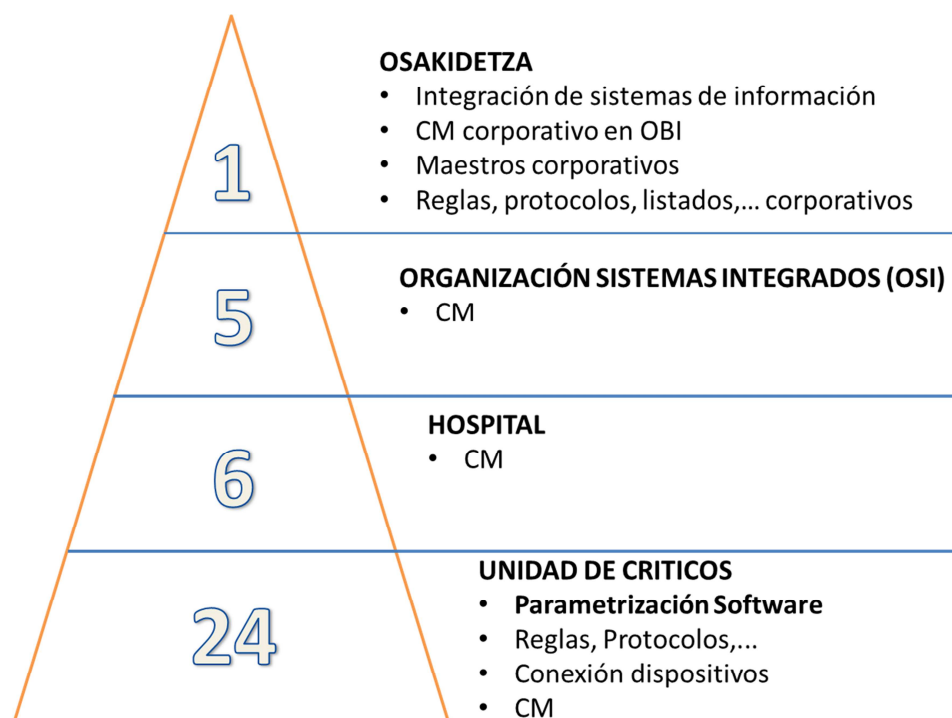 1
OSAKIDETZA
• Integración de sistemas de información
• CM corporativo en OBI
• Maestros corporativos
• Reglas, protocolos, listados,... corporativos
5
ORGANIZACIÓN SISTEMAS INTEGRADOS (OSI)
• CM
6
HOSPITAL
• CM
24
UNIDAD DE CRITICOS
• Parametrización Software
• Reglas, Protocolos,...
• Conexión dispositivos
• CM